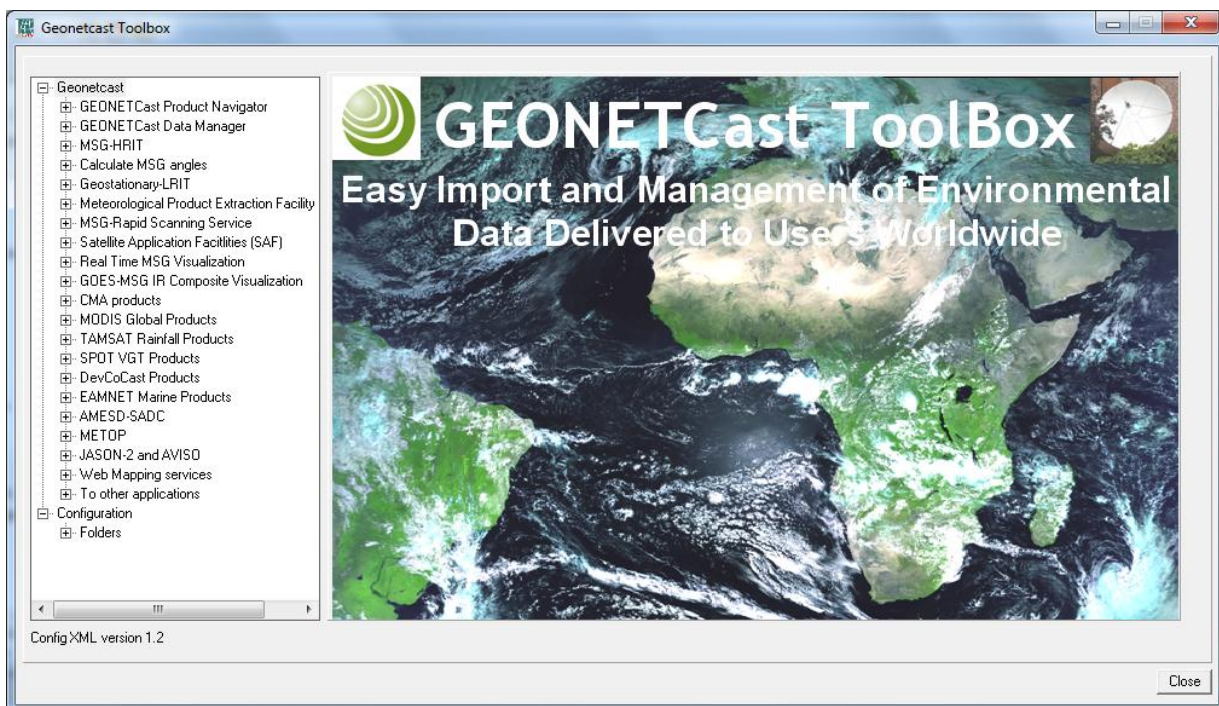 Geonetcast Toolbox
Geonetcast
GEONETCast Product Navigator
GEONETCast Data Manager
MSG-HRIT
Calculate MSG angles
Geostationary-LRIT
Meteorological Product Extraction Facility
MSG-Rapid Scanning Service
Satellite Application Facitlities (SAF)
Real Time MSG Visualization
GOES-MSG IR Composite Visualization
CMA products
MODIS Global Products
TAMSAT Rainfall Products
SPOT VGT Products
DevCoCast Products
EAMNET Marine Products
AMESD-SADC
METOP
JASON-2 and AVISO
Web Mapping services
To other applications
Configuration
Folders
Config XML version 1.2
GEONETCast ToolBox
Easy Import and Management of Environmental
Data Delivered to Users Worldwide
Close